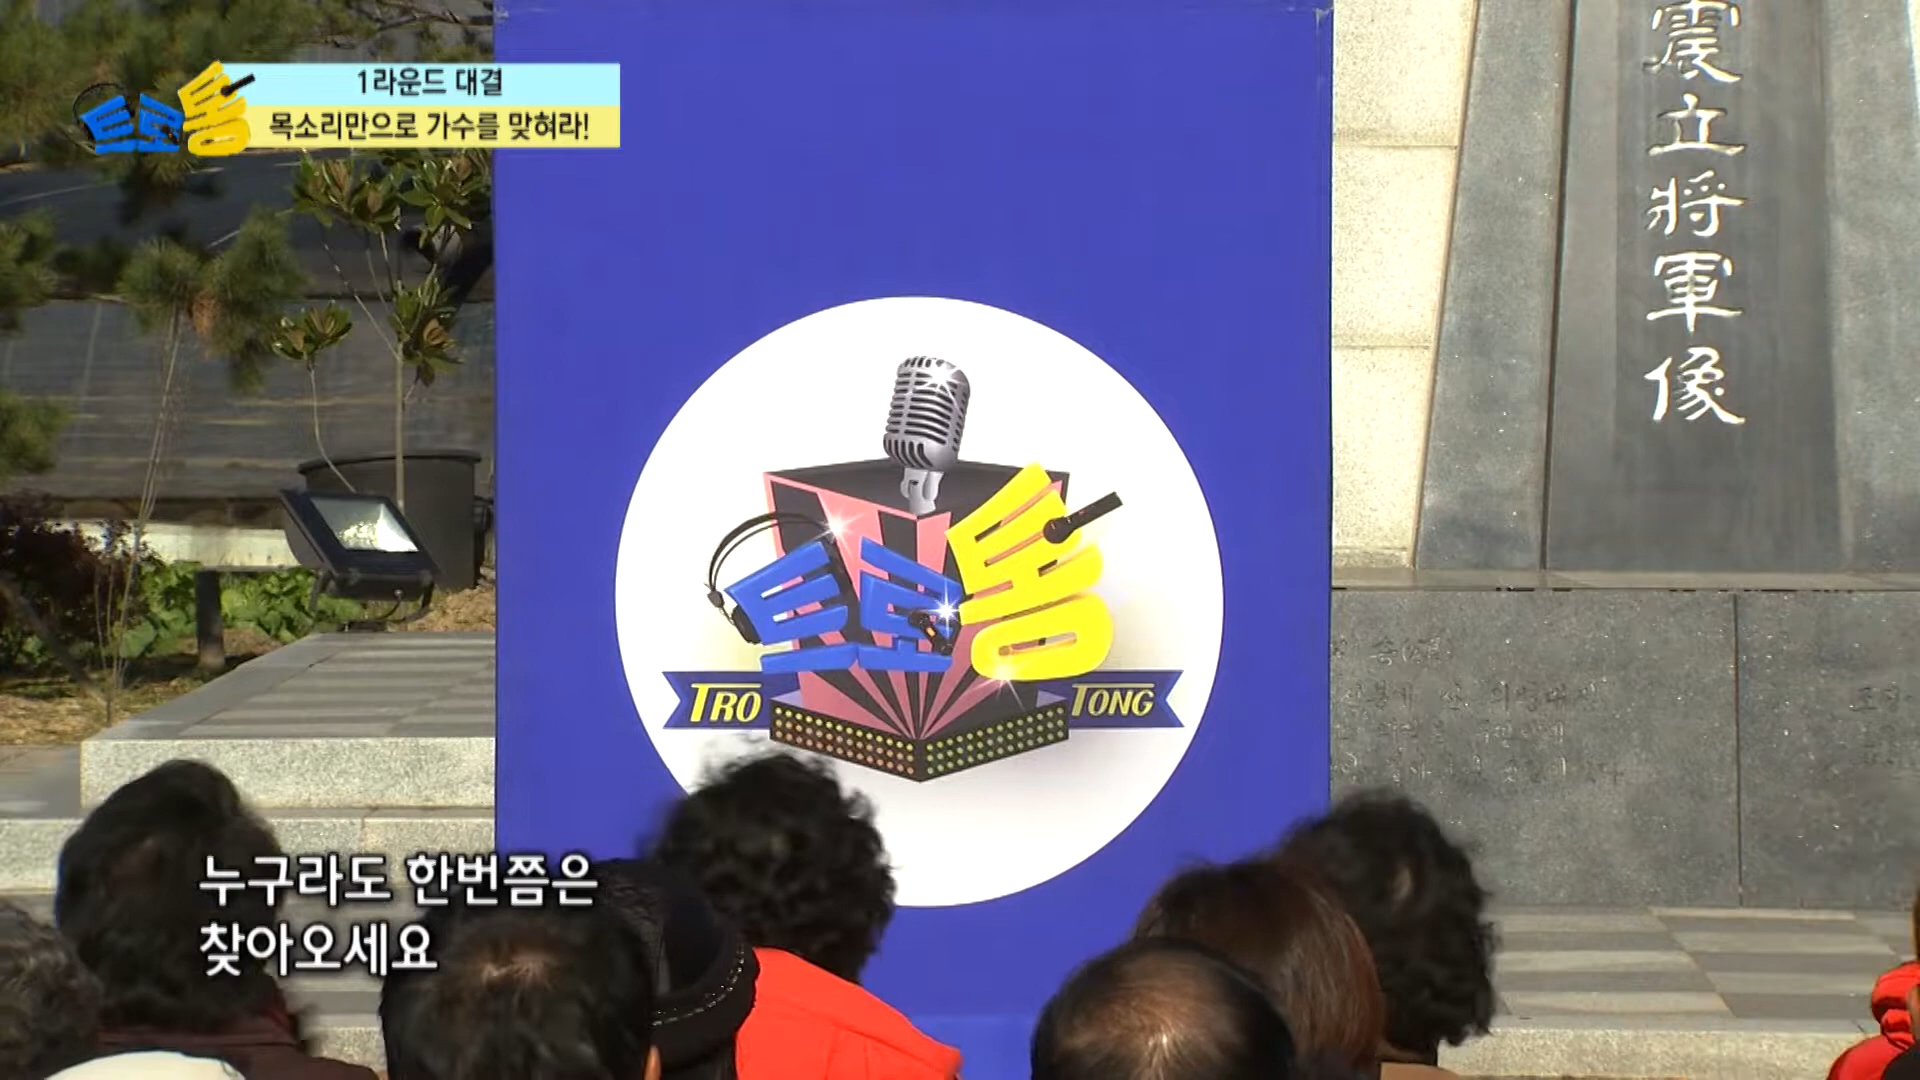 트로통
1라운드 대결
목소리만으로 가수를 맞혀라!
震立將軍像
트로통
TRO TONG
누구라도 한번쯤은
찾아오세요